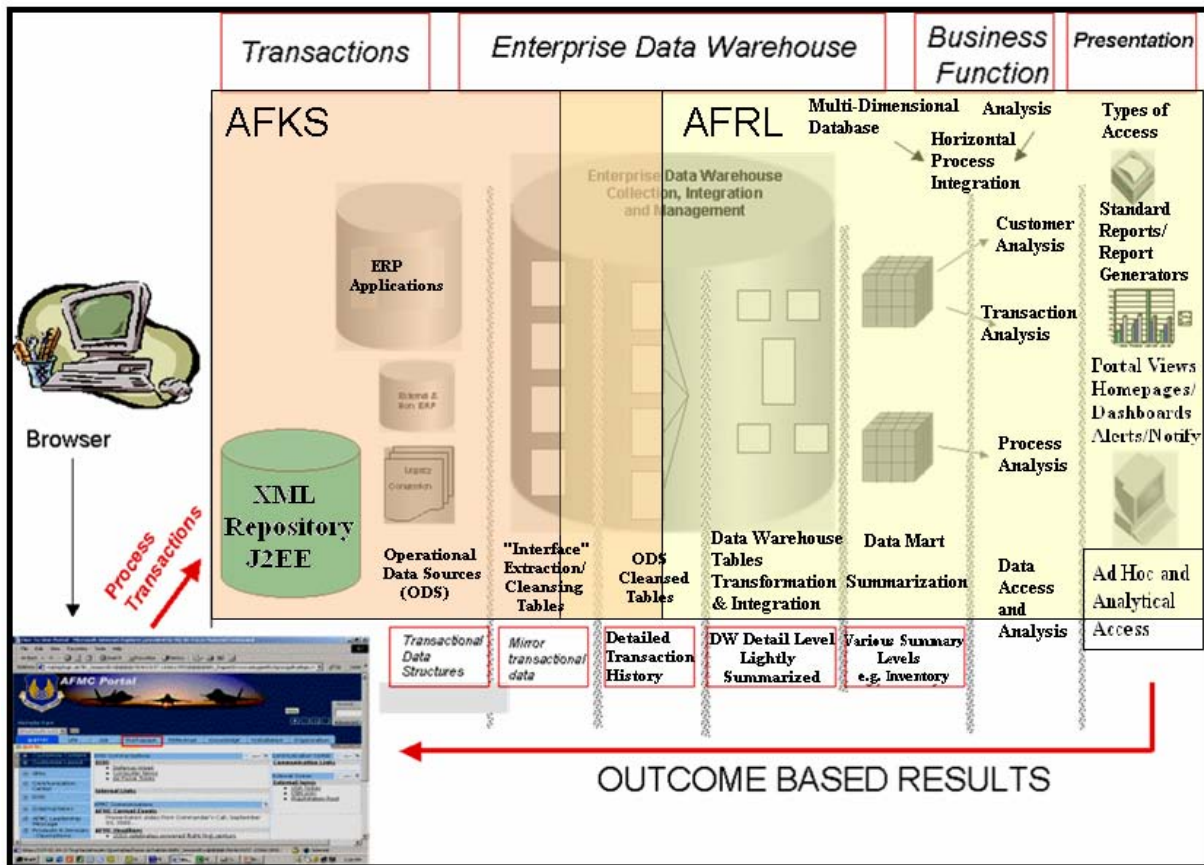 Transactions
Enterprise Data Warehouse
Business
Function
Presentation
AFKS
AFRL
Multi-Dimensional
Database
Analysis
Horizontal
Process
Integration
Types of
Access
Enterprise Data Warehouse
Collection, Integration
and Management
ERP
Applications
External &
Non ERP
Legacy
Customer
Analysis
Transaction
Analysis
Process
Analysis
Standard
Reports/
Report
Generators
Portal Views
Homepages/
Dashboards
Alerts/Notify
Browser
XML
Repository
J2EE
Process
Transactions
Operational
Data Sources
(ODS)
"Interface"
Extraction/
Cleansing
Tables
ODS
Cleansed
Tables
Data Warehouse
Tables
Transformation
& Integration
Data Mart
Summarization
Data
Access
and
Analysis
Ad Hoc and
Analytical
Access
Transactional
Data
Structures
Mirror
transactional
data
Detailed
Transaction
History
DW Detail Level
Lightly
Summarized
Various Summary
Levels
e.g. Inventory
AFMC Portal
OUTCOME BASED RESULTS